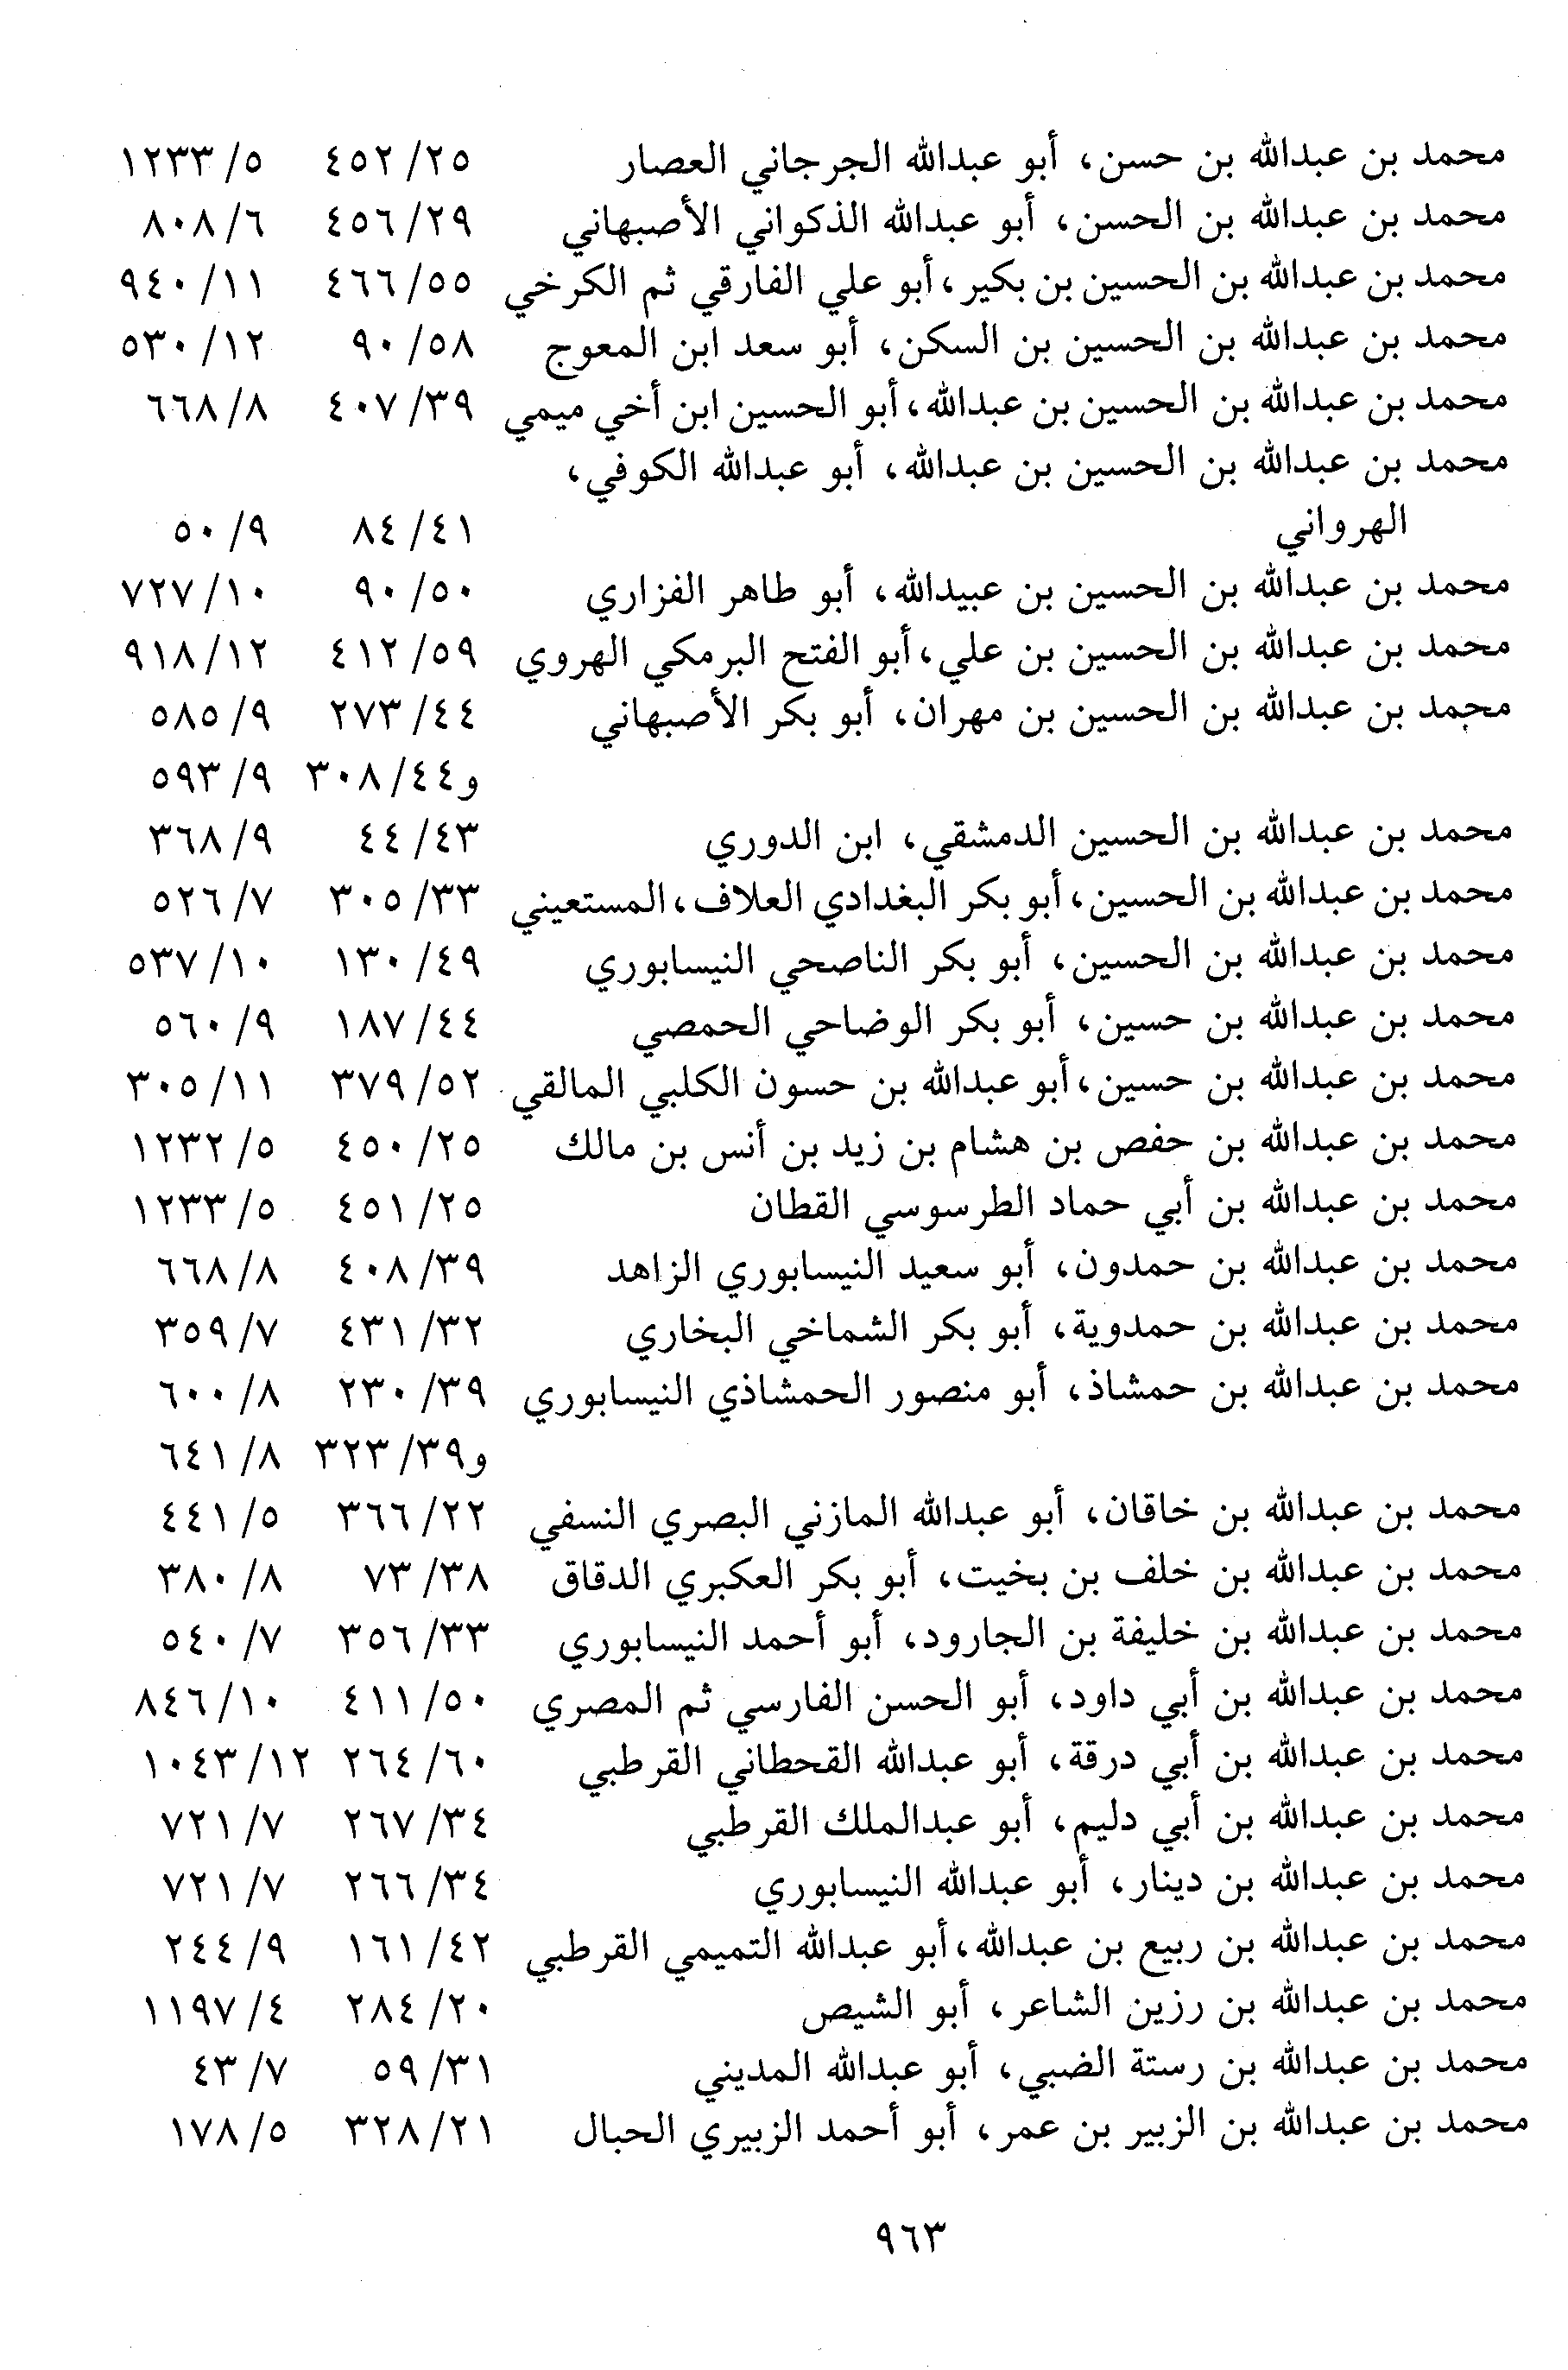 محمد بن عبدالله بن حسن، أبو عبدالله الجرجاني العصار ٢٥/ ٤٥٢ ٥/ ١٢٣٣
محمد بن عبدالله بن الحسن، أبو عبدالله الذكواني الأصبهاني ٢٩/ ٤٥٦ ٦/ ٨٠٨
محمد بن عبدالله بن الحسين بن بكير، أبو علي الفارقي ثم الكرخي ٥٥/ ٤٦٦ ١١/ ٩٤٠
محمد بن عبدالله بن الحسين بن السكن، أبو سعد ابن المعوج ٥٨/ ٩٠ ١٢/ ٥٣٠
محمد بن عبدالله بن الحسين بن عبدالله، أبو الحسين ابن أخي ميمي ٣٩/ ٤٠٧ ٨/ ٦٦٨
محمد بن عبدالله بن الحسين بن عبدالله، أبو عبدالله الكوفي،
الهرواني ٤١/ ٨٤ ٩/ ٥٠
محمد بن عبدالله بن الحسين بن عبيدالله، أبو طاهر الفزاري ٥٠/ ٩٠ ١٠/ ٧٢٧
محمد بن عبدالله بن الحسين بن علي، أبو الفتح البرمكي الهروي ٥٩/ ٤١٢ ١٢/ ٩١٨
محمد بن عبدالله بن الحسين بن مهران، أبو بكر الأصبهاني ٤٤/ ٢٧٣ ٩/ ٥٨٥
و٤٤/ ٣٠٨ ٩/ ٥٩٣
محمد بن عبدالله بن الحسين الدمشقي، ابن الدوري ٤٣/ ٤٤ ٩/ ٣٦٨
محمد بن عبدالله بن الحسين، أبو بكر البغدادي العلاف، المستعيني ٣٣/ ٣٠٥ ٧/ ٥٢٦
محمد بن عبدالله بن الحسين، أبو بكر الناصحي النيسابوري ٤٩/ ١٣٠ ١٠/ ٥٣٧
محمد بن عبدالله بن حسين، أبو بكر الوضاحي الحمصي ٤٤/ ١٨٧ ٩/ ٥٦٠
محمد بن عبدالله بن حسين، أبو عبدالله بن حسون الكلبي المالقي ٥٢/ ٣٧٩ ١١/ ٣٠٥
محمد بن عبدالله بن حفص بن هشام بن زيد بن أنس بن مالك ٢٥/ ٤٥٠ ٥/ ١٢٣٢
محمد بن عبدالله بن أبي حماد الطرسوسي القطان ٢٥/ ٤٥١ ٥/ ١٢٣٣
محمد بن عبدالله بن حمدون، أبو سعيد النيسابوري الزاهد ٣٩/ ٤٠٨ ٨/ ٦٦٨
محمد بن عبدالله بن حمدوية، أبو بكر الشماخي البخاري ٣٢/ ٤٣١ ٧/ ٣٥٩
محمد بن عبدالله بن حمشاذ، أبو منصور الحمشاذي النيسابوري ٣٩/ ٢٣٠ ٨/ ٦٠٠
و٣٩/ ٣٢٣ ٨/ ٦٤١
محمد بن عبدالله بن خاقان، أبو عبدالله المازني البصري النسفي ٢٢/ ٣٦٦ ٥/ ٤٤١
محمد بن عبدالله بن خلف بن بخيت، أبو بكر العكبري الدقاق ٣٨/ ٧٣ ٨/ ٣٨٠
محمد بن عبدالله بن خليفة بن الجارود، أبو أحمد النيسابوري ٣٣/ ٣٥٦ ٧/ ٥٤٠
محمد بن عبدالله بن أبي داود، أبو الحسن الفارسي ثم المصري ٥٠/ ٤١١ ١٠/ ٨٤٦
محمد بن عبدالله بن أبي درقة، أبو عبدالله القحطاني القرطبي ٦٠/ ٢٦٤ ١٢/ ١٠٤٣
محمد بن عبدالله بن أبي دليم، أبو عبدالملك القرطبي ٣٤/ ٢٦٧ ٧/ ٧٢١
محمد بن عبدالله بن دينار، أبو عبدالله النيسابوري ٣٤/ ٢٦٦ ٧/ ٧٢١
محمد بن عبدالله بن ربيع بن عبدالله، أبو عبدالله التميمي القرطبي ٤٢/ ١٦١ ٩/ ٢٤٤
محمد بن عبدالله بن رزين الشاعر، أبو الشيص ٢٠/ ٢٨٤ ٤/ ١١٩٧
محمد بن عبدالله بن رستة الضبي، أبو عبدالله المديني ٣١/ ٥٩ ٧/ ٤٣
محمد بن عبدالله بن الزبير بن عمر، أبو أحمد الزبيري الحبال ٢١/ ٣٢٨ ٥/ ١٧٨
٩٦٣